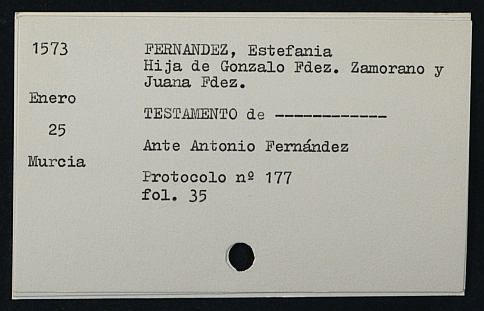 1573
FERNANDEZ, Estefania
Hija de Gonzalo Fdez. Zamorano y
Juana Fdez.
Enero
TESTAMENTO de ------------
25
Ante Antonio Fernández
Murcia
Protocolo nº 177
fol. 35